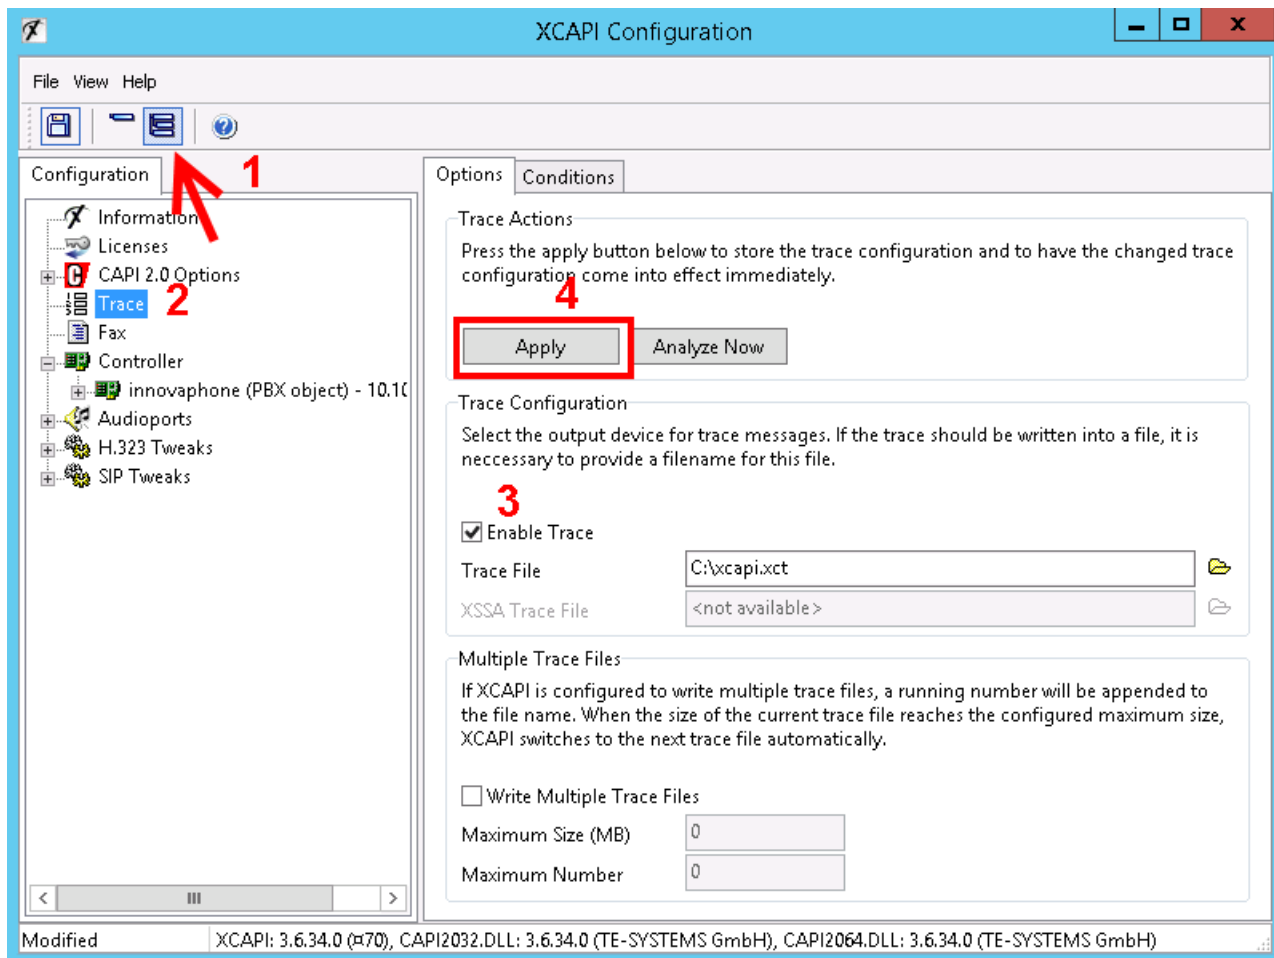 XCAPI Configuration
File View Help
1
Configuration
Options Conditions
Information
Licenses
CAPI 2.0 Options
Trace 2
Fax
Controller
innovaphone (PBX object) - 10.10
Audioports
H.323 Tweaks
SIP Tweaks
Trace Actions
Press the apply button below to store the trace configuration and to have the changed trace
configuration come into effect immediately.
4
Apply Analyze Now
Trace Configuration
Select the output device for trace messages. If the trace should be written into a file, it is
neccessary to provide a filename for this file.
3
Enable Trace
Trace File C:\xcapi.xct
XSSA Trace File <not available>
Multiple Trace Files
If XCAPI is configured to write multiple trace files, a running number will be appended to
the file name. When the size of the current trace file reaches the configured maximum size,
XCAPI switches to the next trace file automatically.
Write Multiple Trace Files
Maximum Size (MB) 0
Maximum Number 0
Modified XCAPI: 3.6.34.0 (¤70), CAPI2032.DLL: 3.6.34.0 (TE-SYSTEMS GmbH), CAPI2064.DLL: 3.6.34.0 (TE-SYSTEMS GmbH)